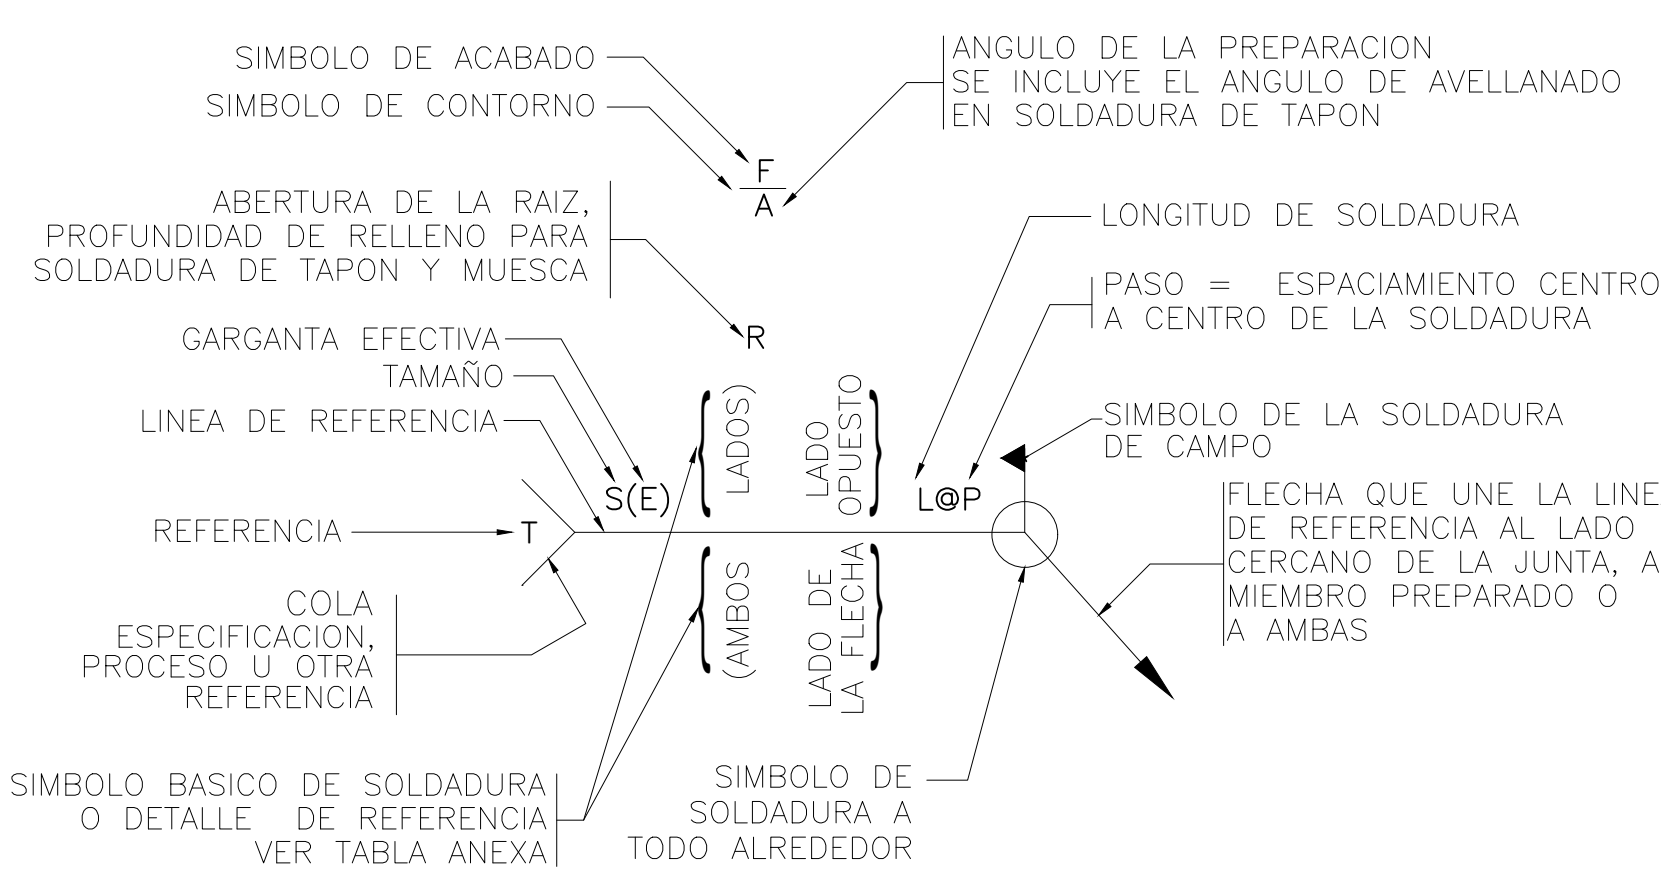 SIMBOLO DE ACABADO
SIMBOLO DE CONTORNO
ANGULO DE LA PREPARACION
SE INCLUYE EL ANGULO DE AVELLANADO
EN SOLDADURA DE TAPON
F
A
ABERTURA DE LA RAIZ,
PROFUNDIDAD DE RELLENO PARA
SOLDADURA DE TAPON Y MUESCA
LONGITUD DE SOLDADURA
PASO = ESPACIAMIENTO CENTRO
A CENTRO DE LA SOLDADURA
R
GARGANTA EFECTIVA
TAMAÑO
LINEA DE REFERENCIA
LADOS)
LADO
OPUESTO
SIMBOLO DE LA SOLDADURA
DE CAMPO
S(E)
L@P
REFERENCIA
T
FLECHA QUE UNE LA LINE
DE REFERENCIA AL LADO
CERCANO DE LA JUNTA, A
MIEMBRO PREPARADO O
A AMBAS
(AMBOS
LADO DE
LA FLECHA
COLA
ESPECIFICACION,
PROCESO U OTRA
REFERENCIA
SIMBOLO BASICO DE SOLDADURA
O DETALLE DE REFERENCIA
VER TABLA ANEXA
SIMBOLO DE
SOLDADURA A
TODO ALREDEDOR